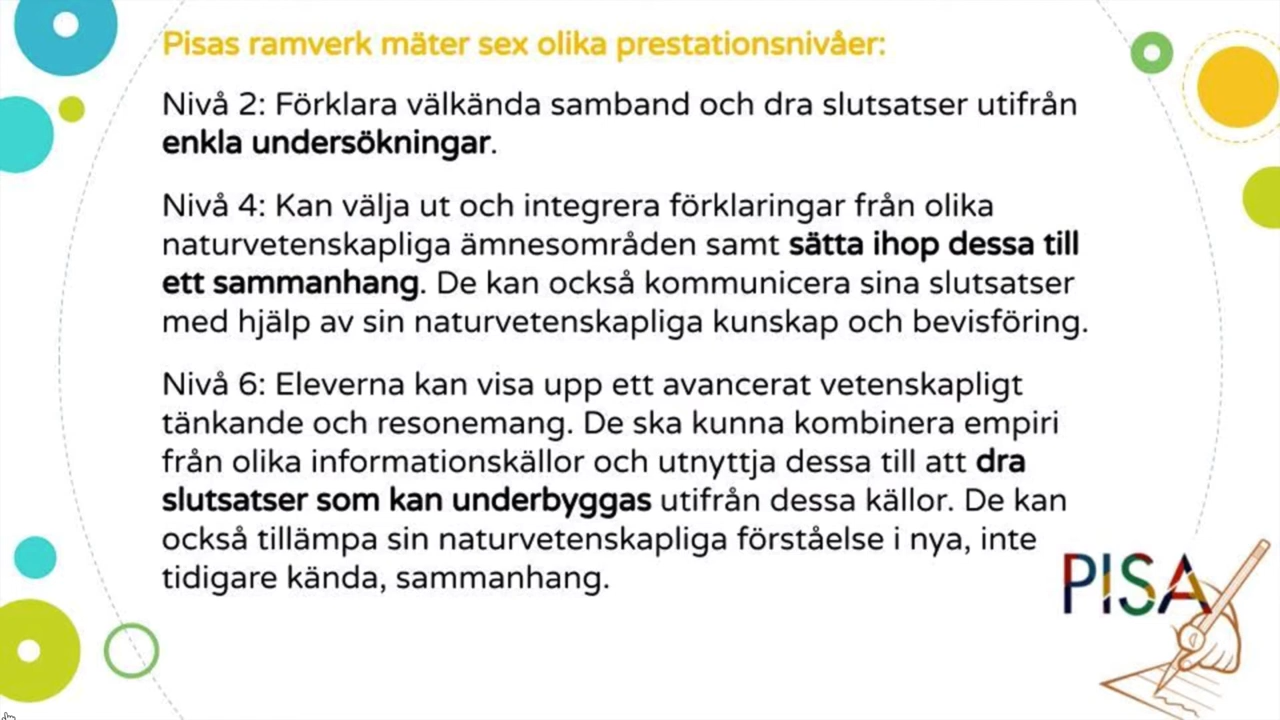 Pisas ramverk mäter sex olika prestationsnivåer:
Nivå 2: Förklara välkända samband och dra slutsatser utifrån
enkla undersökningar.
Nivå 4: Kan välja ut och integrera förklaringar från olika
naturvetenskapliga ämnesområden samt sätta ihop dessa till
ett sammanhang. De kan också kommunicera sina slutsatser
med hjälp av sin naturvetenskapliga kunskap och bevisföring.
Nivå 6: Eleverna kan visa upp ett avancerat vetenskapligt
tänkande och resonemang. De ska kunna kombinera empiri
från olika informationskällor och utnyttja dessa till att dra
slutsatser som kan underbyggas utifrån dessa källor. De kan
också tillämpa sin naturvetenskapliga förståelse i nya, inte
tidigare kända, sammanhang.
PISA